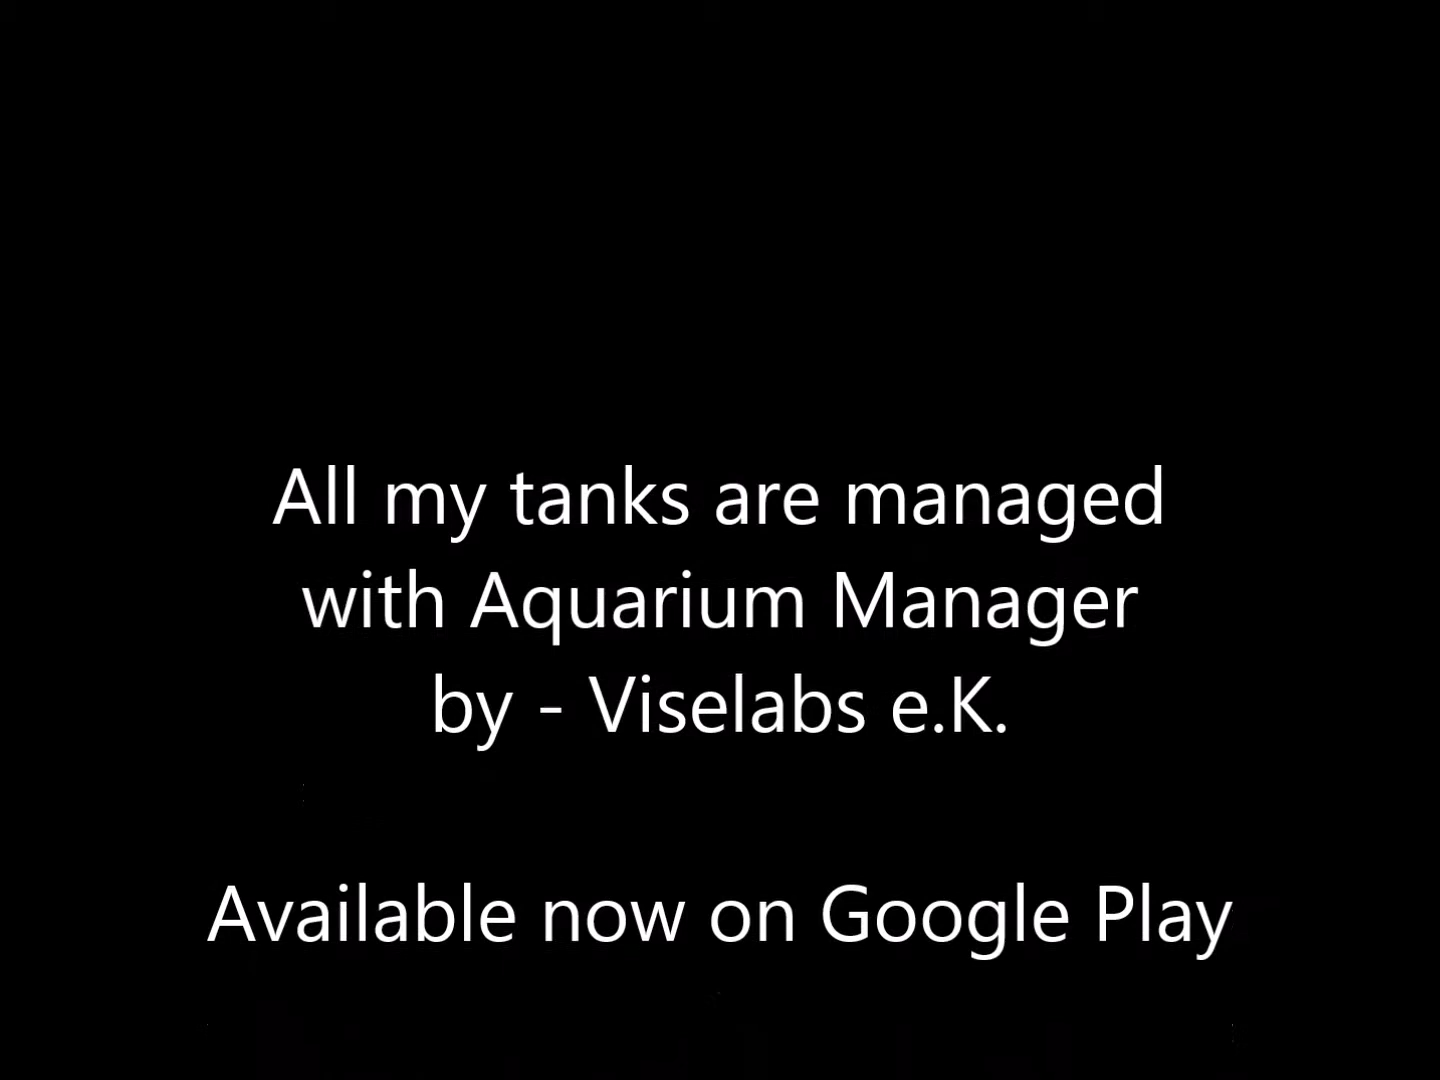 All my tanks are managed
with Aquarium Manager
by - Viselabs e.K.
Available now on Google Play